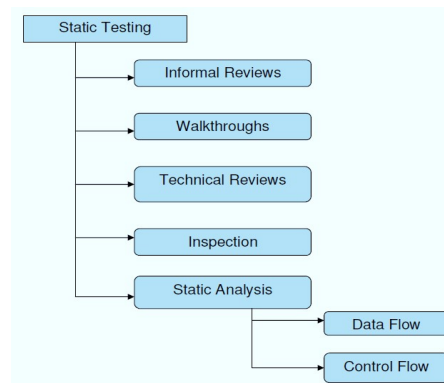 Static Testing
Informal Reviews
Walkthroughs
Technical Reviews
Inspection
Static Analysis
Data Flow
Control Flow